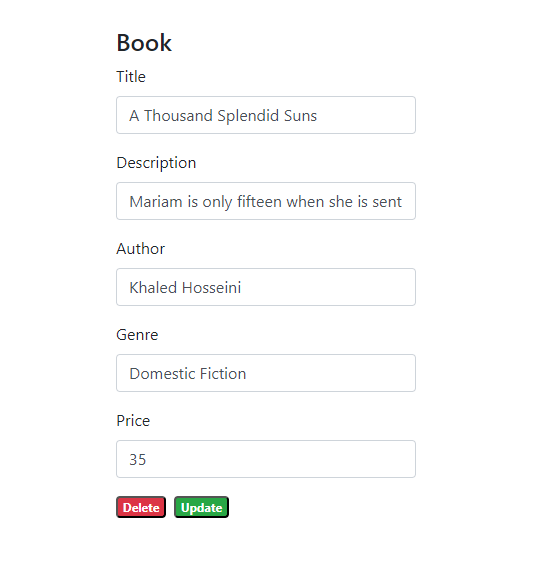 Book
Title
A Thousand Splendid Suns
Description
Mariam is only fifteen when she is sent
Author
Khaled Hosseini
Genre
Domestic Fiction
Price
35
Delete Update